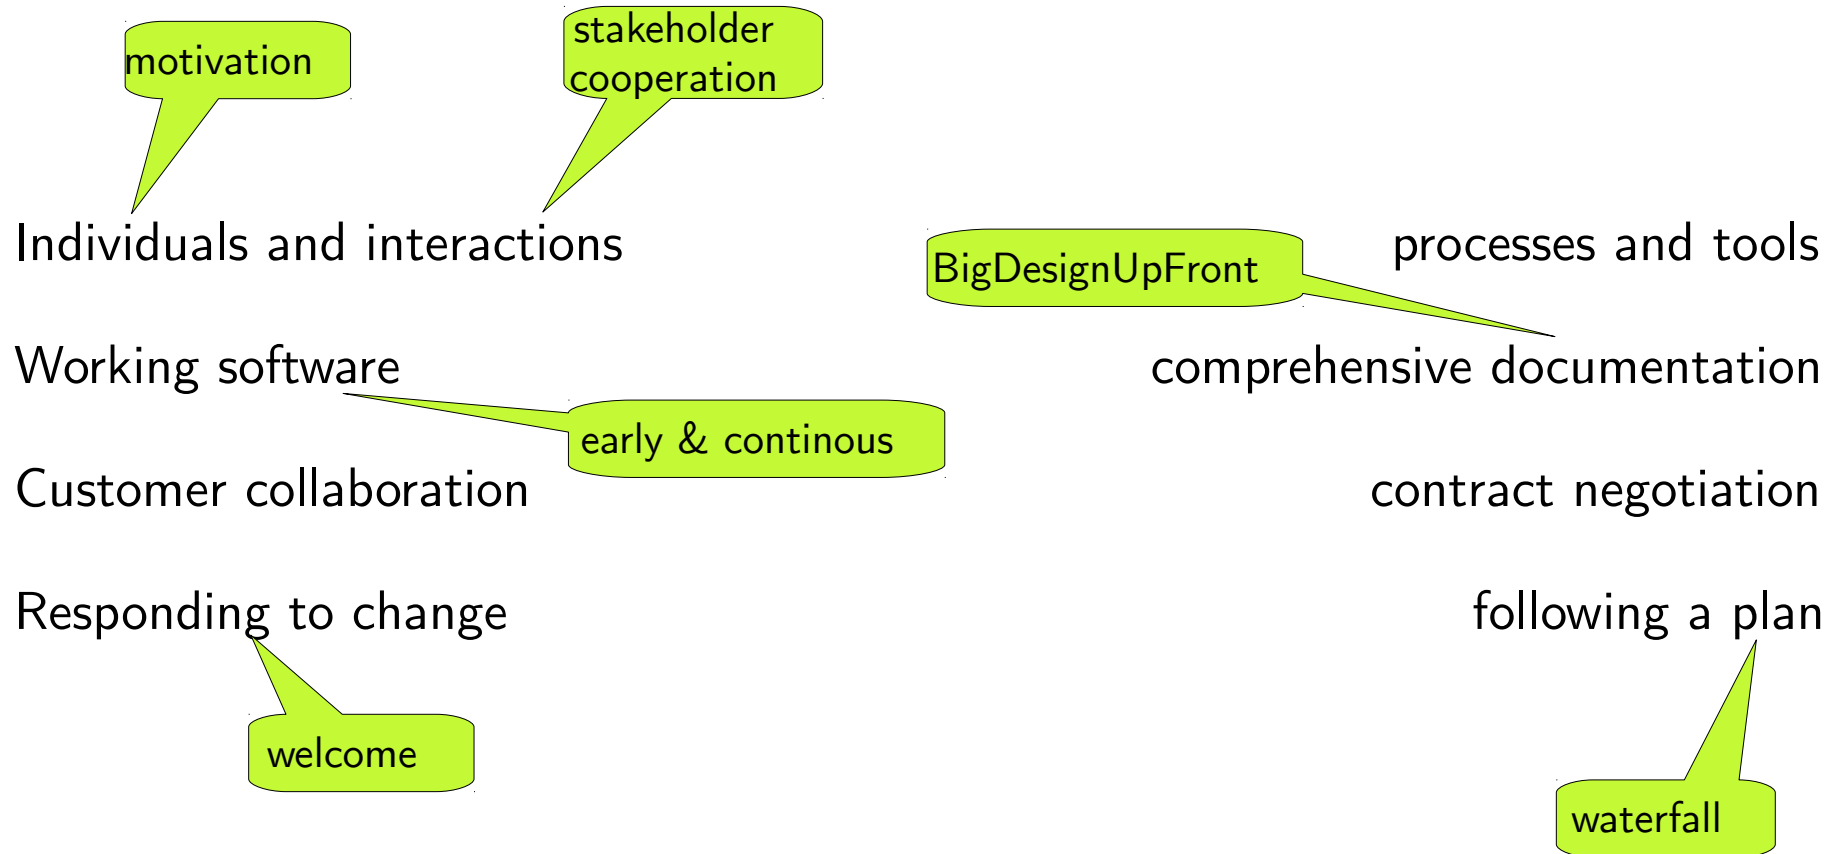 motivation
stakeholder
cooperation
Individuals and interactions
processes and tools
BigDesignUpFront
Working software
comprehensive documentation
early & continous
Customer collaboration
contract negotiation
Responding to change
following a plan
welcome
waterfall